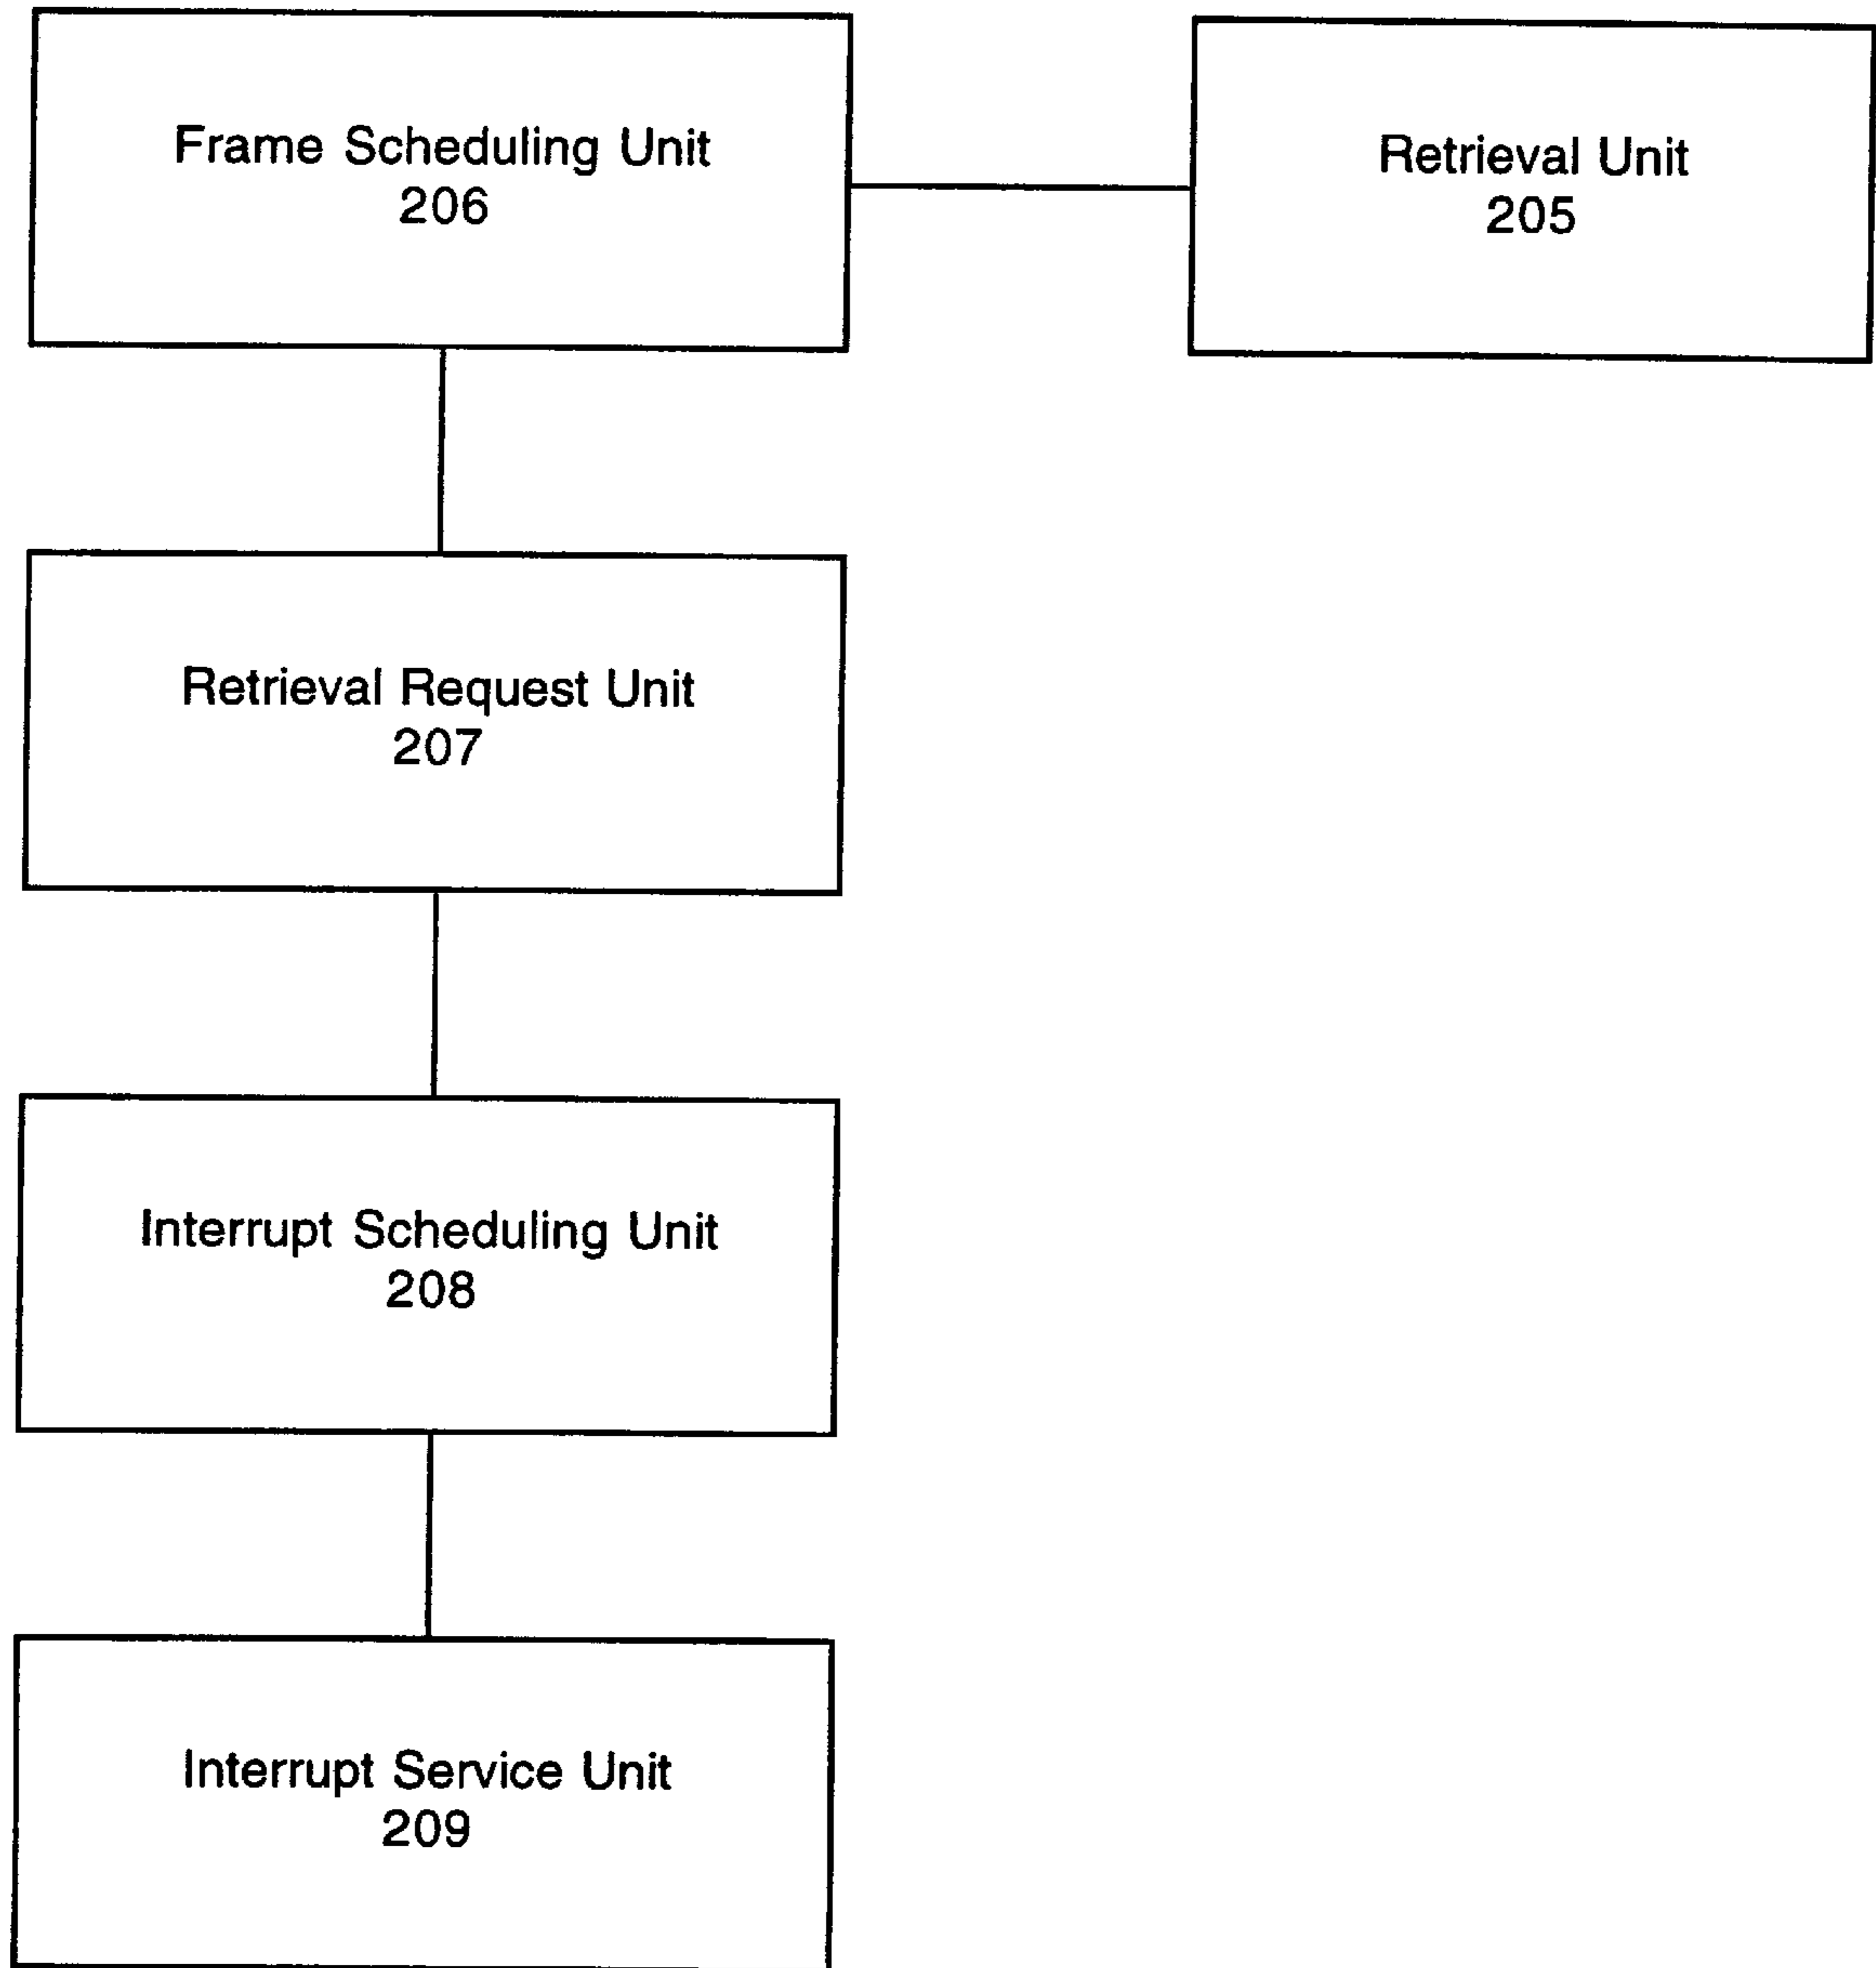 Frame Scheduling Unit
206
Retrieval Unit
205
Retrieval Request Unit
207
Interrupt Scheduling Unit
208
Interrupt Service Unit
209